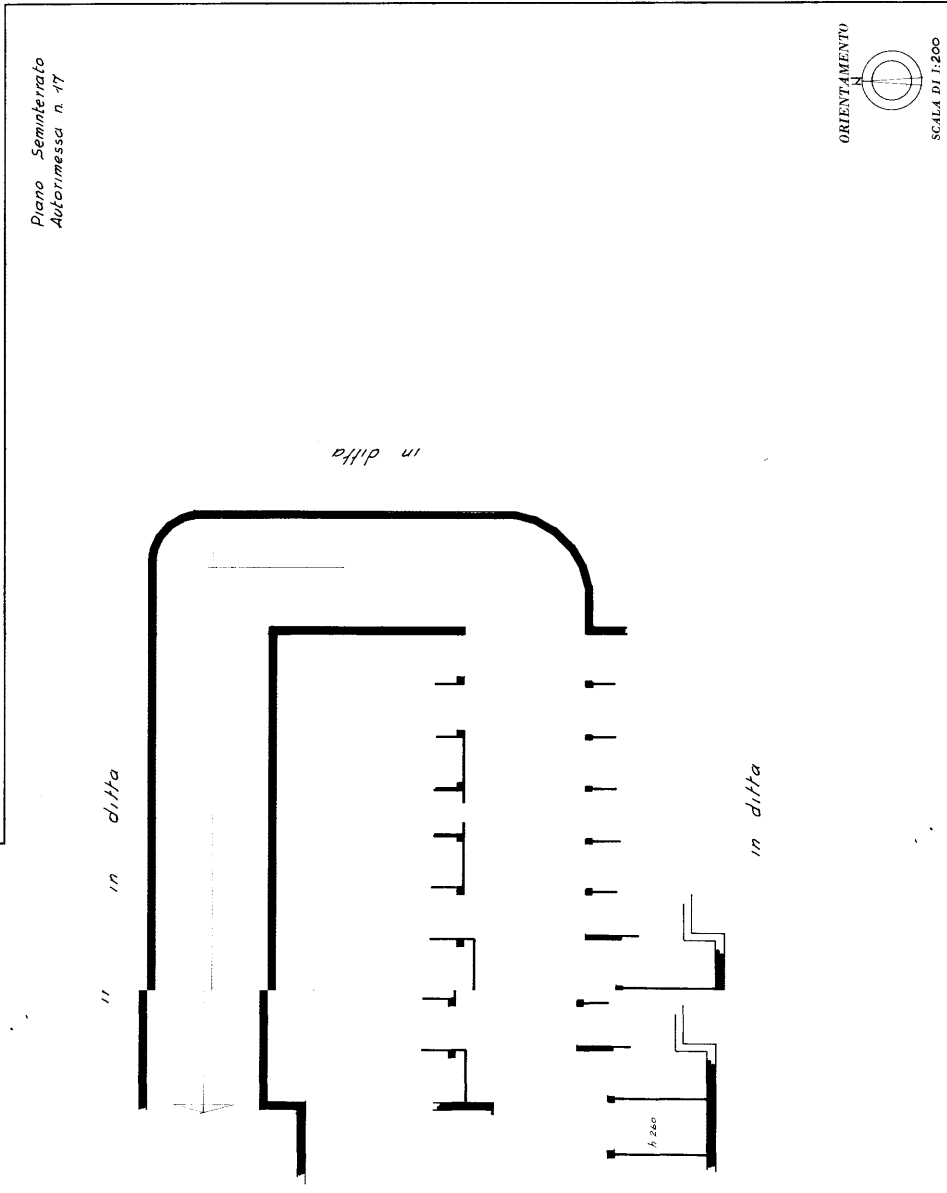 Piano Seminterrato
Autorimessa n. 17
ORIENTAMENTO
N
SCALA DI 1:200
in ditta
in ditta
in ditta
h 260